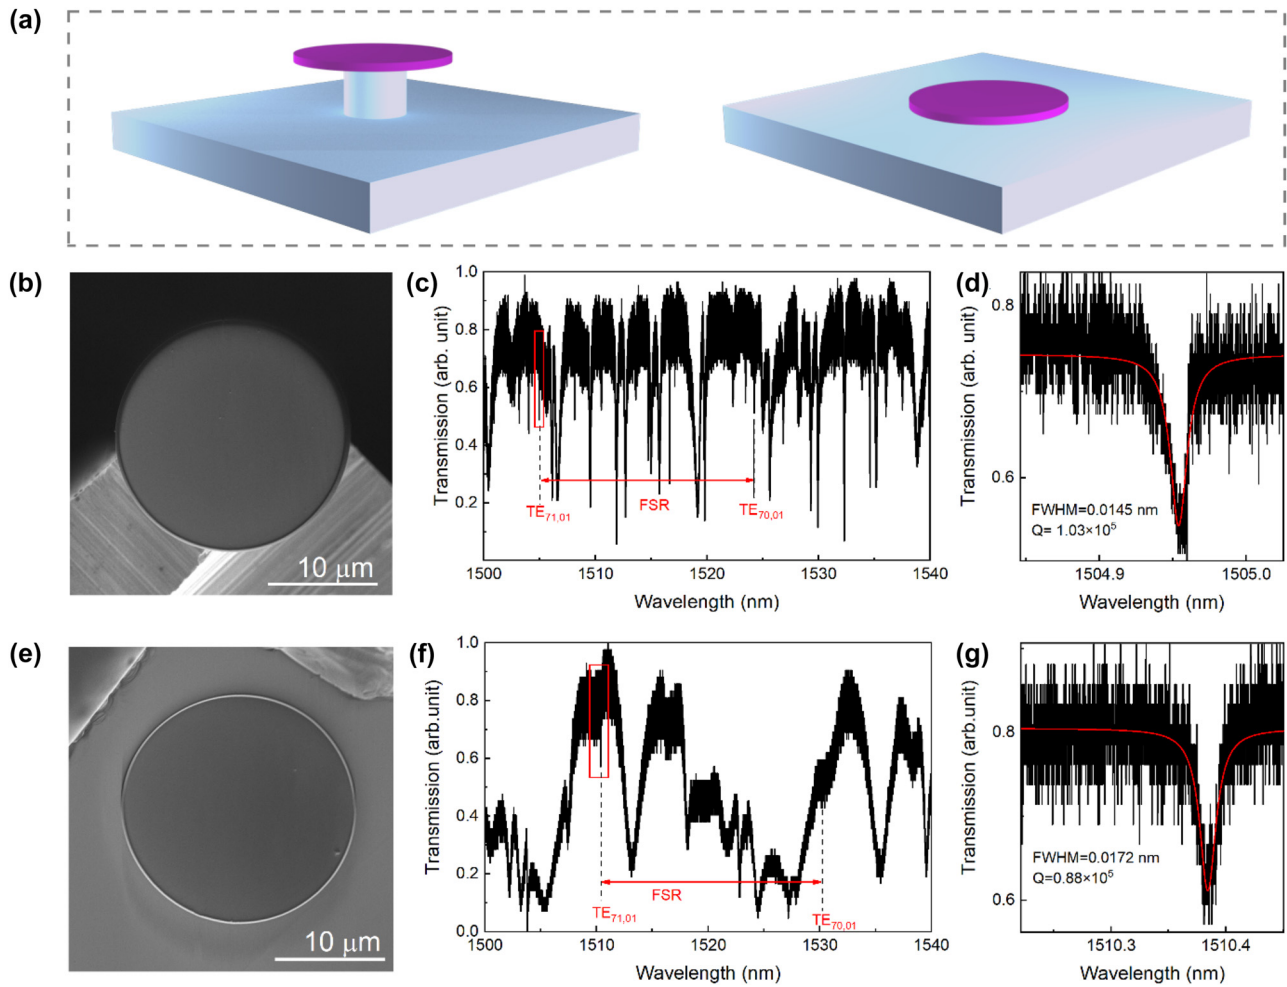 (a)
(b)
10 μm
(c)
Transmission (arb. unit)
1.0
0.8
0.6
0.4
0.2
TE71,01
FSR
TE70,01
1500
1510
1520
1530
1540
Wavelength (nm)
(d)
Transmission (arb. unit)
0.8
0.6
FWHM=0.0145 nm
Q= 1.03×10⁵
1504.9
1505.0
Wavelength (nm)
(e)
10 μm
(f)
Transmission (arb.unit)
1.0
0.8
0.6
0.4
0.2
0.0
TE71,01
FSR
TE70,01
1500
1510
1520
1530
1540
Wavelength (nm)
(g)
Transmission (arb.unit)
0.8
0.6
FWHM=0.0172 nm
Q=0.88×10⁵
1510.3
1510.4
Wavelength (nm)